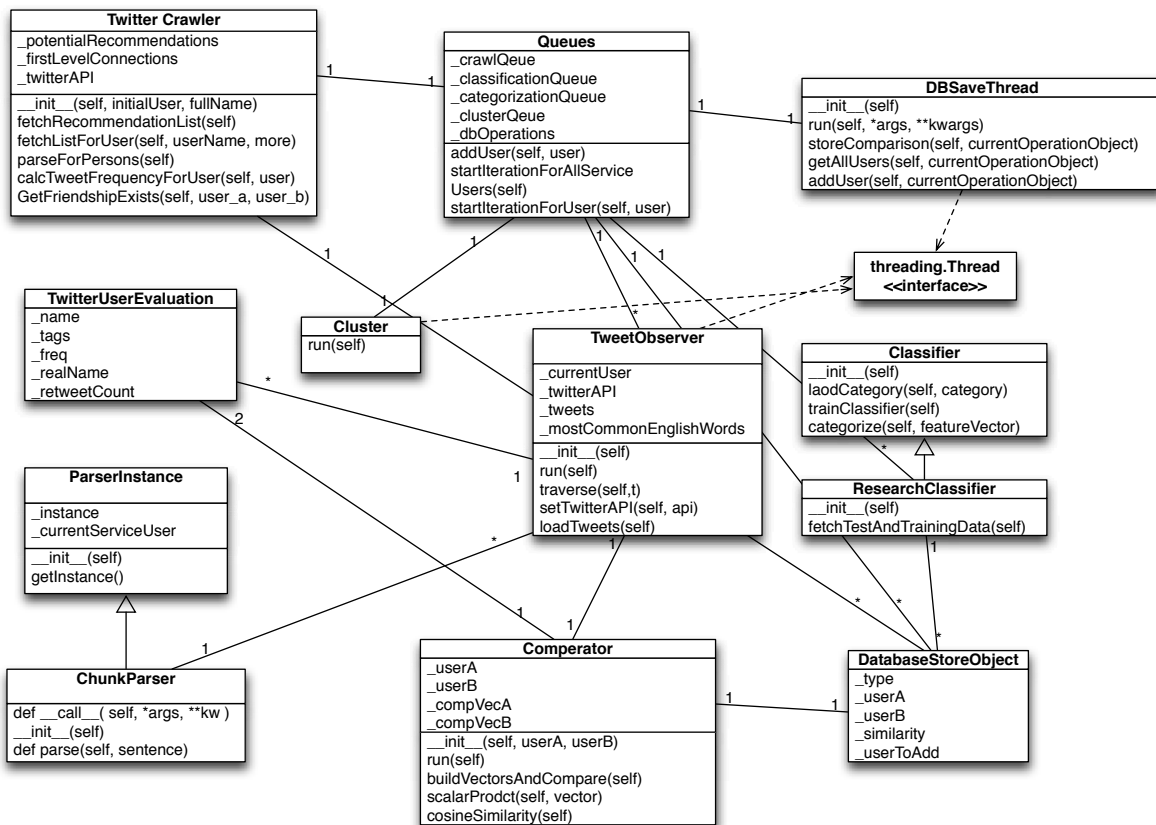 Twitter Crawler
_potentialRecommendations
_firstLevelConnections
_twitterAPI
__init__(self, initialUser, fullName)
fetchRecommendationList(self)
fetchListForUser(self, userName, more)
parseForPersons(self)
calcTweetFrequencyForUser(self, user)
GetFriendshipExists(self, user_a, user_b)
1
1
Queues
_crawlQeue
_classificationQueue
_categorizationQueue
_clusterQeue
_dbOperations
addUser(self, user)
startIterationForAllService
Users(self)
startIterationForUser(self, user)
1
1
DBSaveThread
__init__(self)
run(self, *args, **kwargs)
storeComparison(self, currentOperationObject)
getAllUsers(self, currentOperationObject)
addUser(self, currentOperationObject)
1
1
1
1
1
threading.Thread
<<interface>>
TwitterUserEvaluation
_name
_tags
_freq
_realName
_retweetCount
1
1
Cluster
run(self)
*
TweetObserver
_currentUser
_twitterAPI
_tweets
_mostCommonEnglishWords
__init__(self)
run(self)
traverse(self,t)
setTwitterAPI(self, api)
loadTweets(self)
Classifier
__init__(self)
laodCategory(self, category)
trainClassifier(self)
categorize(self, featureVector)
*
2
1
*
ParserInstance
_instance
_currentServiceUser
__init__(self)
getInstance()
ResearchClassifier
__init__(self)
fetchTestAndTrainingData(self)
*
1
1
1
1
1
*
*
*
ChunkParser
def __call__( self, *args, **kw )
__init__(self)
def parse(self, sentence)
Comperator
_userA
_userB
_compVecA
_compVecB
__init__(self, userA, userB)
run(self)
buildVectorsAndCompare(self)
scalarProdct(self, vector)
cosineSimilarity(self)
1
1
DatabaseStoreObject
_type
_userA
_userB
_similarity
_userToAdd